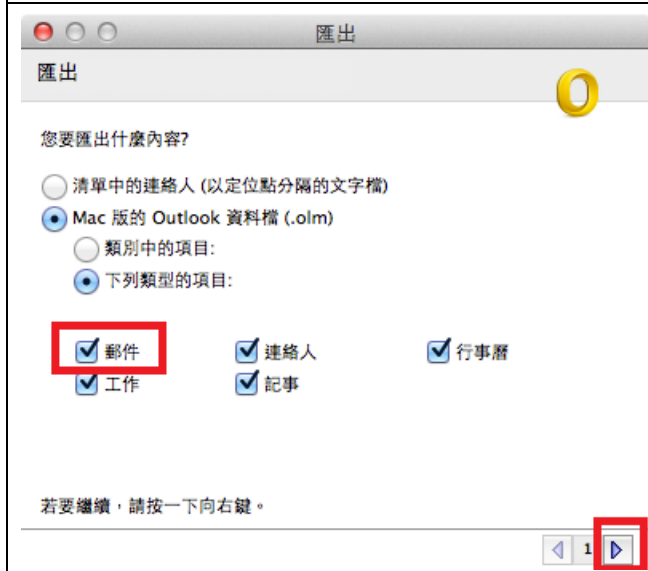 匯出
匯出
您要匯出什麼內容?
清單中的連絡人 (以定位點分隔的文字檔)
Mac 版的 Outlook 資料檔 (.olm)
類別中的項目:
下列類型的項目:
郵件 連絡人 行事曆
工作 記事
若要繼續，請按一下向右鍵。
1